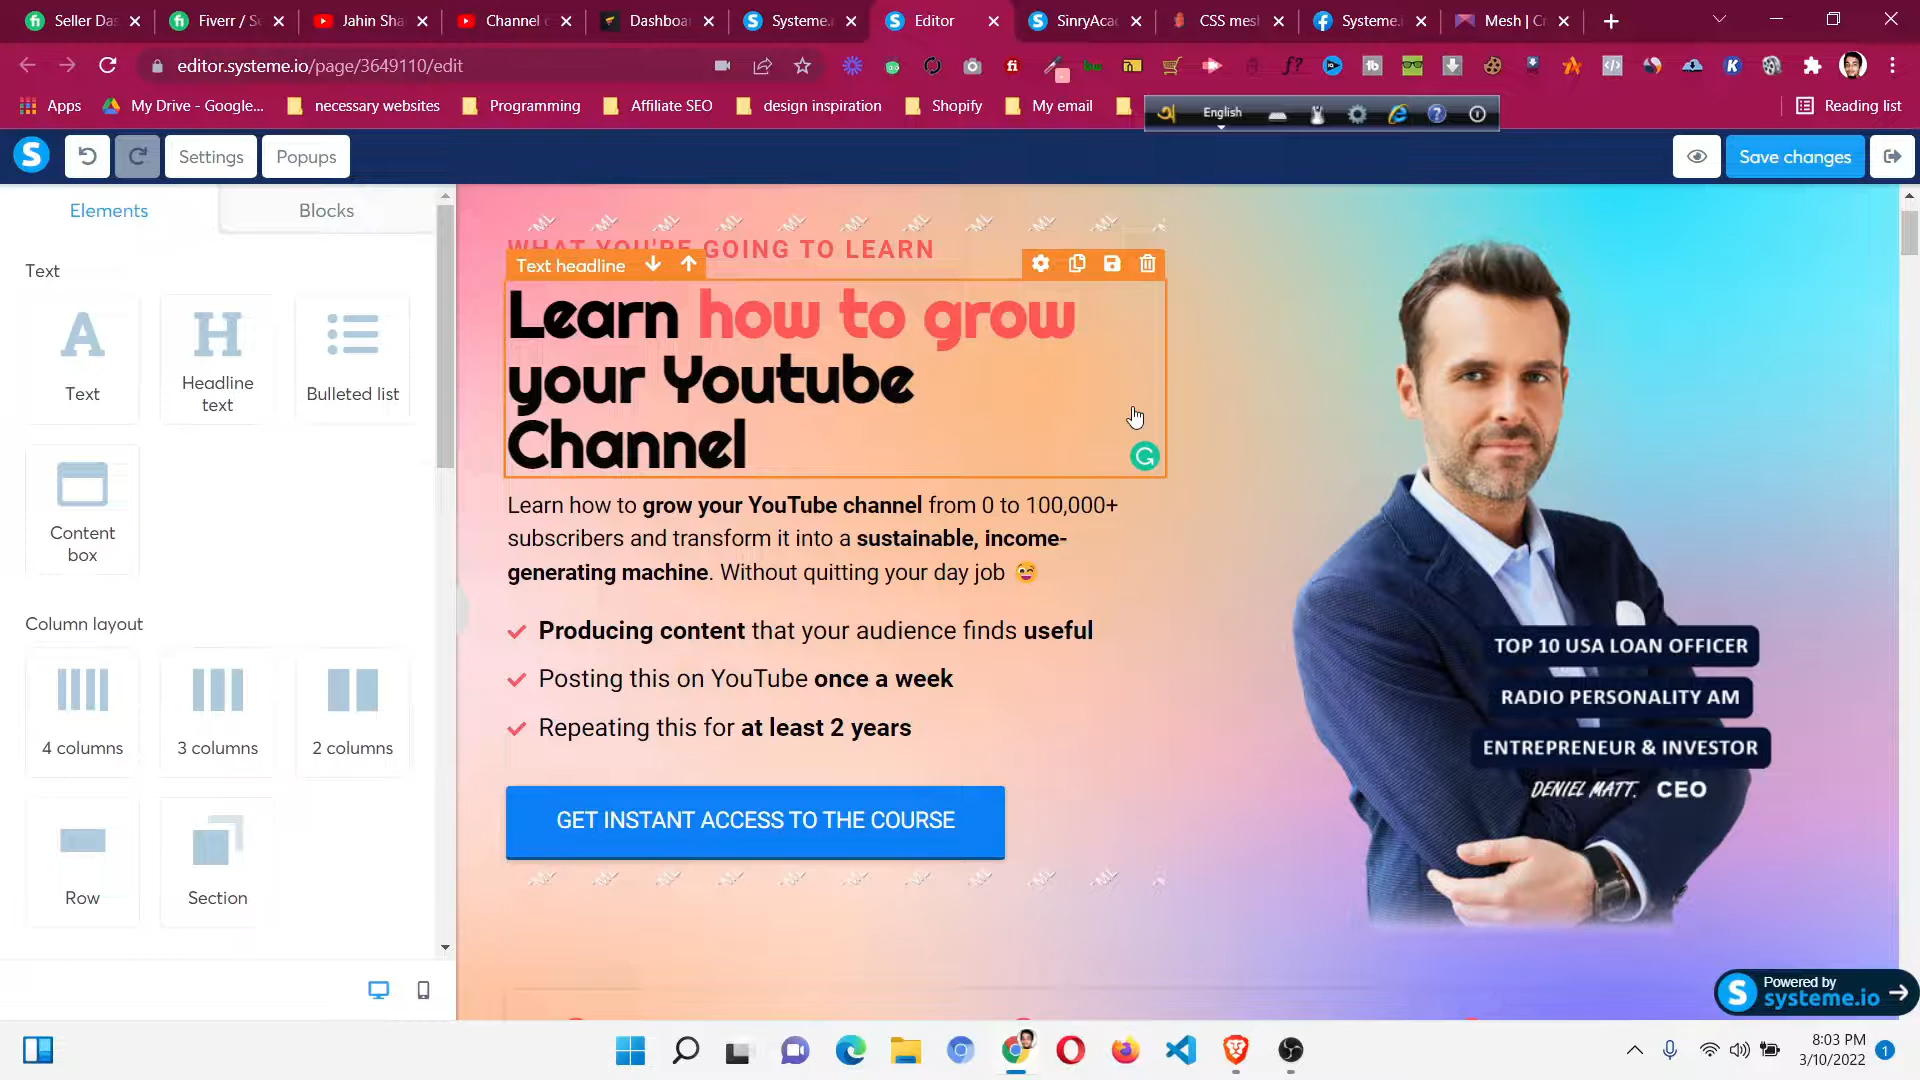 Seller Das
Fiverr / Se
Jahin Sha
Channel c
Dashboar
Systeme.i
Editor
SinryAca
CSS mesh
Systeme.i
Mesh | Cr
editor.systeme.io/page/3649110/edit
Apps
My Drive - Google...
necessary websites
Programming
Affiliate SEO
design inspiration
Shopify
My email
English
Reading list
Settings
Popups
Save changes
Elements
Blocks
Text
Text
Headline
text
Bulleted list
Content
box
Column layout
4 columns
3 columns
2 columns
Row
Section
WHAT YOU'RE GOING TO LEARN
Text headline
Learn how to grow
your Youtube
Channel
Learn how to grow your YouTube channel from 0 to 100,000+
subscribers and transform it into a sustainable, income-
generating machine. Without quitting your day job 😜
Producing content that your audience finds useful
Posting this on YouTube once a week
Repeating this for at least 2 years
GET INSTANT ACCESS TO THE COURSE
TOP 10 USA LOAN OFFICER
RADIO PERSONALITY AM
ENTREPRENEUR & INVESTOR
DENIEL MATT. CEO
Powered by
systeme.io
8:03 PM
3/10/2022
1